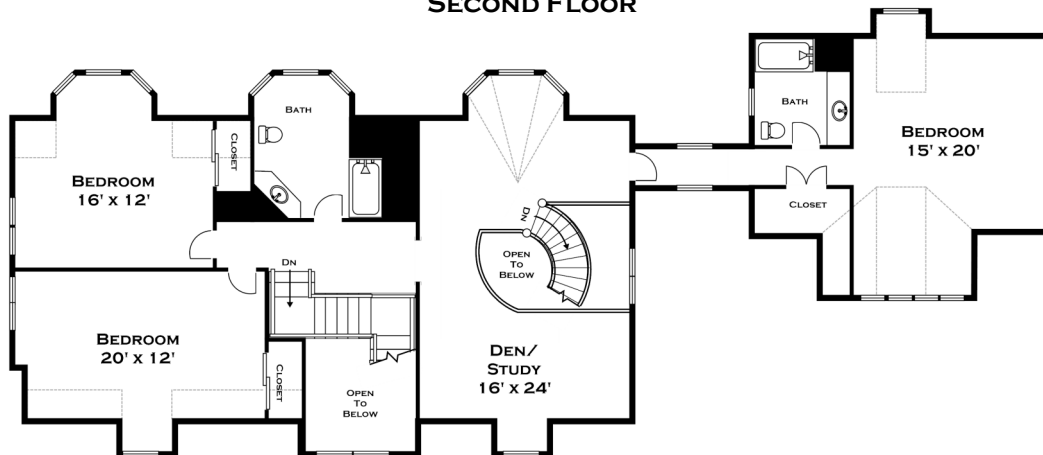 SECOND FLOOR
BATH
CLOSET
BEDROOM
16' X 12'
BATH
BEDROOM
15' X 20'
CLOSET
DN
OPEN
TO
BELOW
DN
BEDROOM
20' X 12'
CLOSET
OPEN
TO
BELOW
DEN/
STUDY
16' X 24'